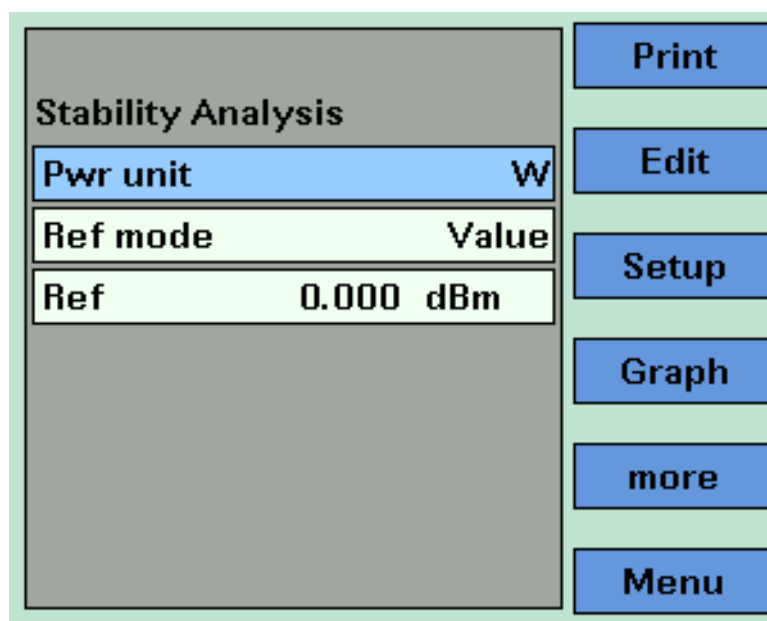 Stability Analysis
Pwr unit W
Ref mode Value
Ref 0.000 dBm
Print
Edit
Setup
Graph
more
Menu